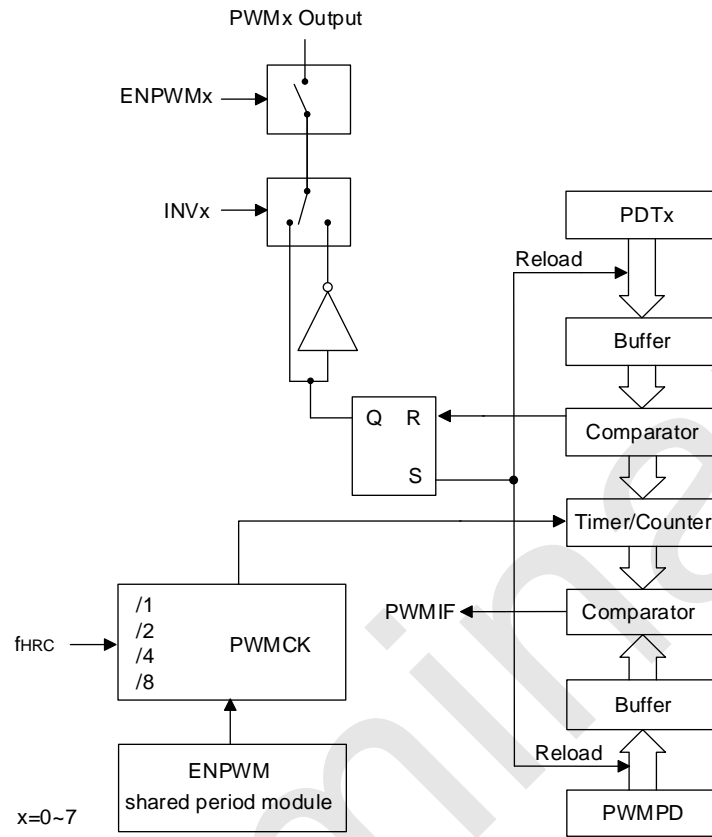 PWMx Output
ENPWMx
INVx
PDTx
Reload
Buffer
Q R
S
Comparator
Timer/Counter
/1
/2
/4
/8
PWMCK
fHRC
PWMIF
Comparator
Buffer
Reload
ENPWM
shared period module
PWMPD
x=0~7